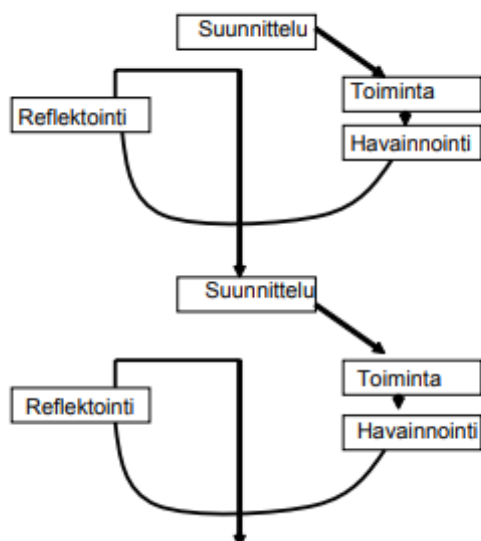 Suunnittelu
Toiminta
Reflektointi
Havainnointi
Suunnittelu
Toiminta
Reflektointi
Havainnointi